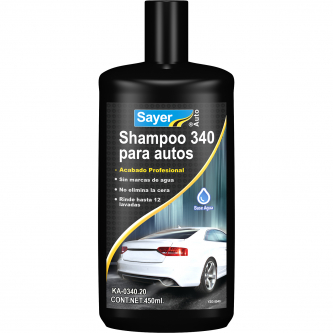 Sayer
Auto
Shampoo 340
para autos
• Acabado Profesional
• Sin marcas de agua
• No elimina la cera
• Rinde hasta 12
lavadas
Base Agua
KA-0340.20
CONT.NET.450ml.